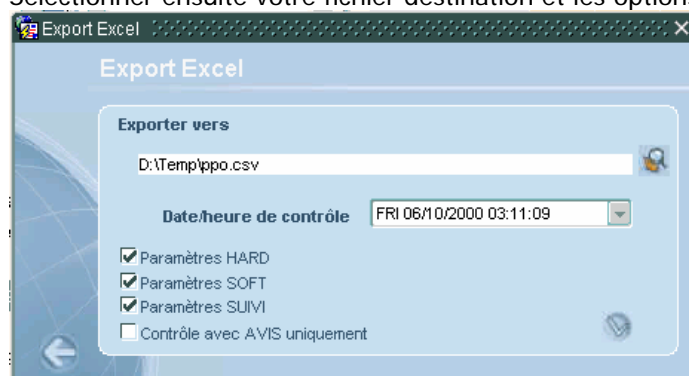 Sélectionner ensuite votre fichier destination et les options
Export Excel
Export Excel
Exporter vers
D:\Temp\ppo.csv
Date/heure de contrôle FRI 06/10/2000 03:11:09
Paramètres HARD
Paramètres SOFT
Paramètres SUIVI
Contrôle avec AVIS uniquement